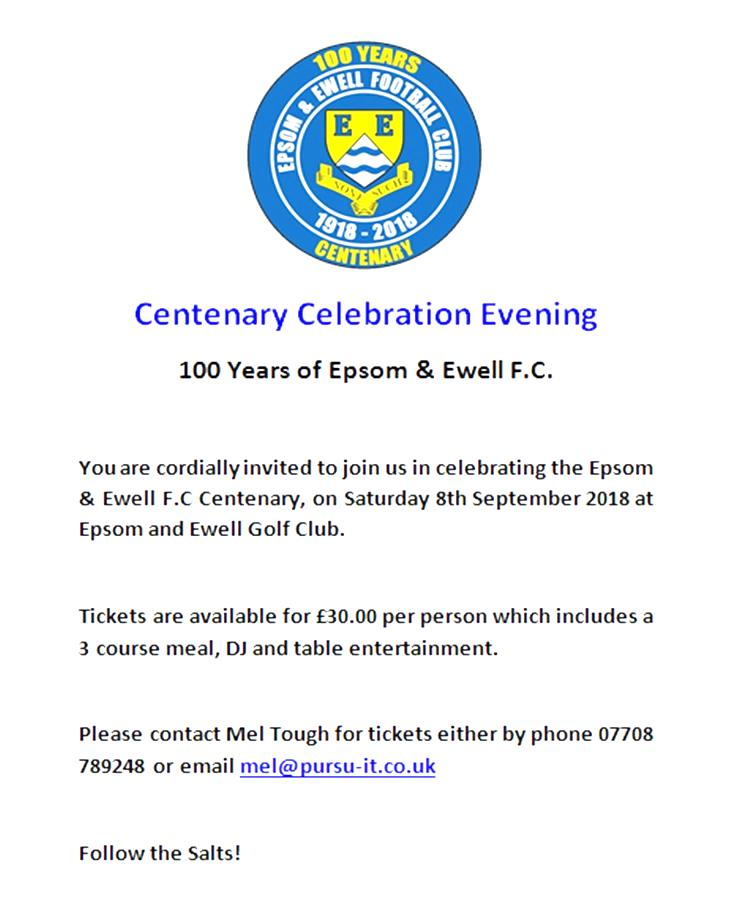 100 YEARS
EPSOM & EWELL FOOTBALL CLUB
E E
NONE SUCH
1918 - 2018
CENTENARY
Centenary Celebration Evening
100 Years of Epsom & Ewell F.C.
You are cordially invited to join us in celebrating the Epsom
& Ewell F.C Centenary, on Saturday 8th September 2018 at
Epsom and Ewell Golf Club.
Tickets are available for £30.00 per person which includes a
3 course meal, DJ and table entertainment.
Please contact Mel Tough for tickets either by phone 07708
789248 or email mel@pursu-it.co.uk
Follow the Salts!